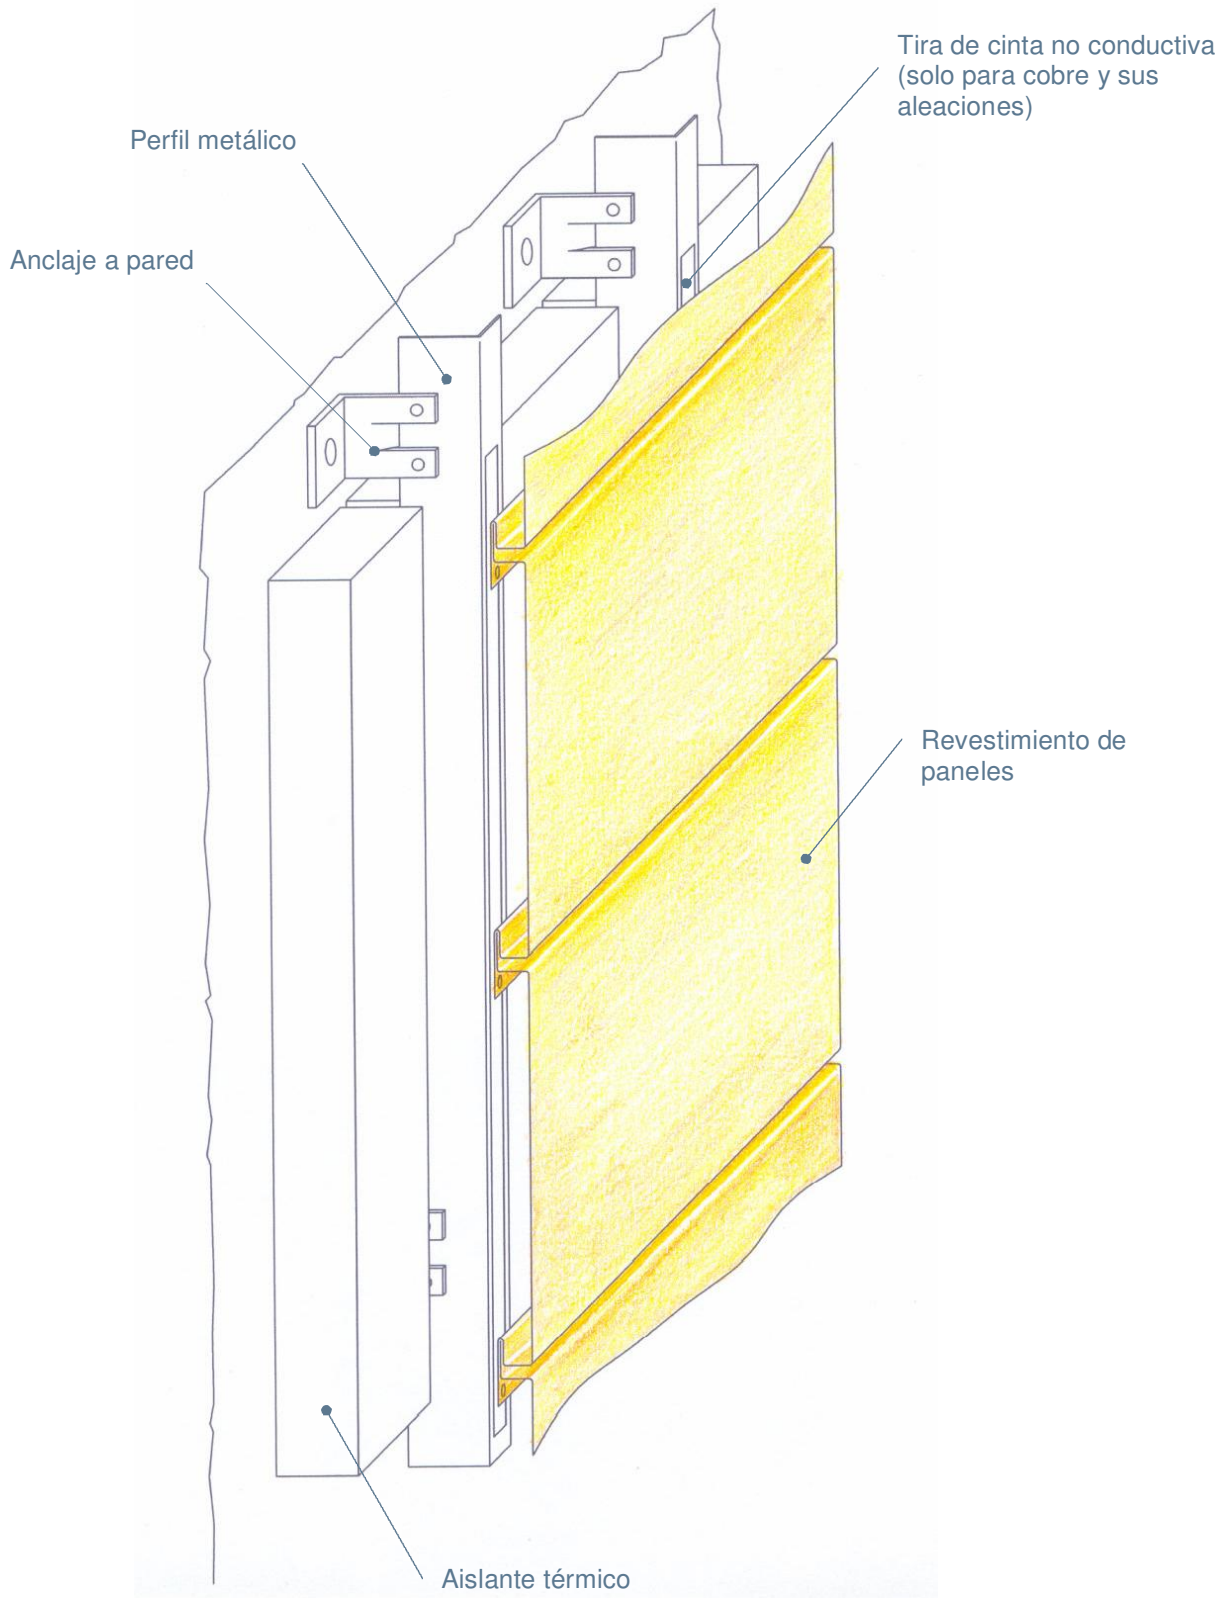 Tira de cinta no conductiva
(solo para cobre y sus
aleaciones)
Perfil metálico
Anclaje a pared
Revestimiento de
paneles
Aislante térmico